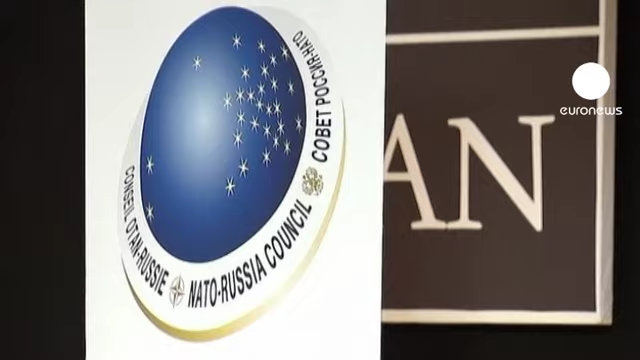 CONSEIL OTAN-RUSSIE
NATO-RUSSIA COUNCIL
СОВЕТ РОССИЯ-НАТО
AN
euronews